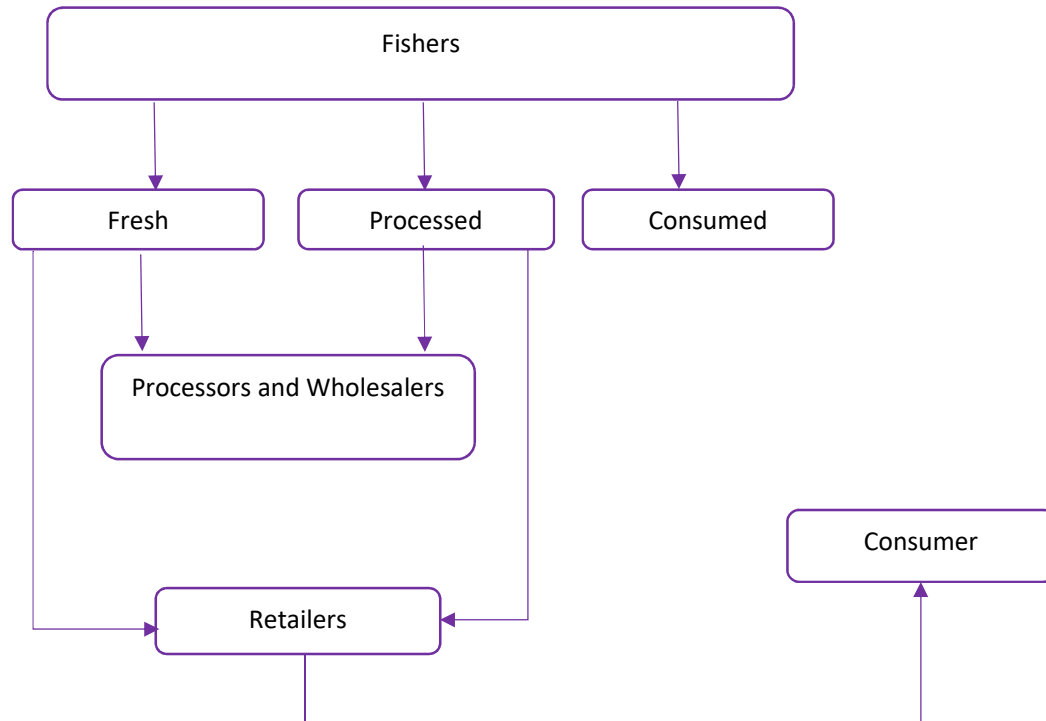 Fishers
Fresh
Processed
Consumed
Processors and Wholesalers
Consumer
Retailers